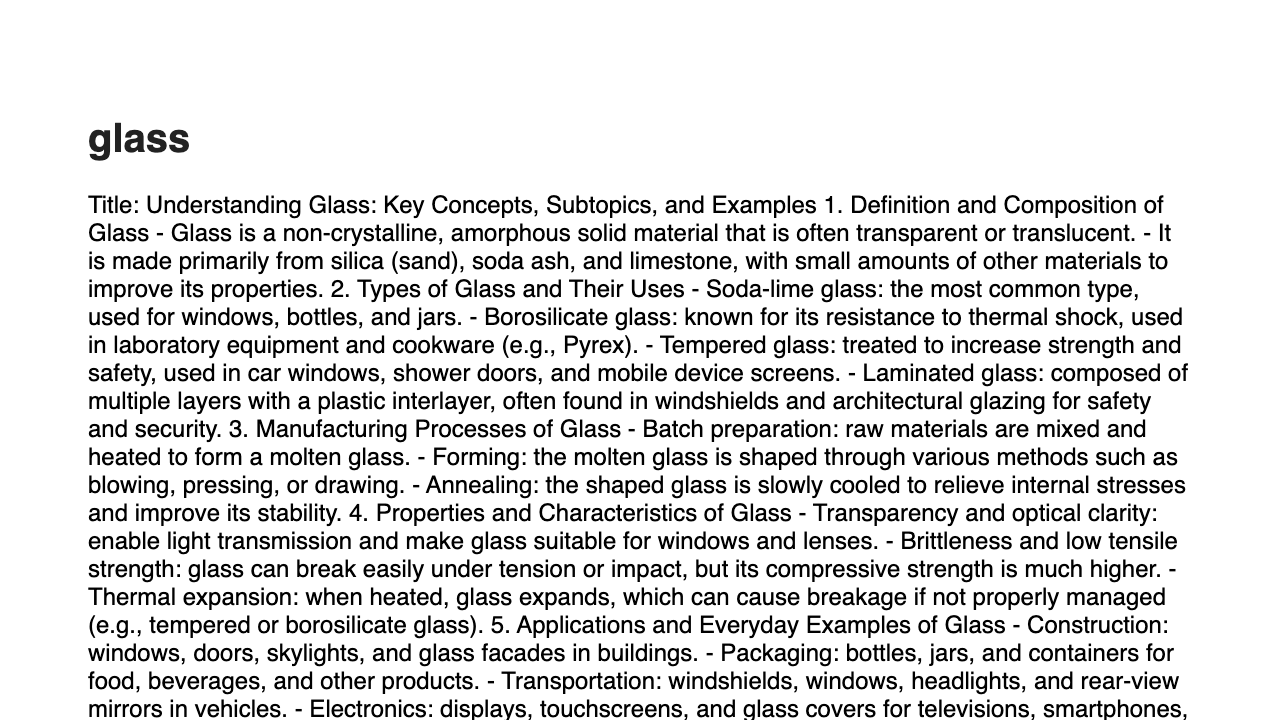 glass
Title: Understanding Glass: Key Concepts, Subtopics, and Examples 1. Definition and Composition of
Glass - Glass is a non-crystalline, amorphous solid material that is often transparent or translucent. - It
is made primarily from silica (sand), soda ash, and limestone, with small amounts of other materials to
improve its properties. 2. Types of Glass and Their Uses - Soda-lime glass: the most common type,
used for windows, bottles, and jars. - Borosilicate glass: known for its resistance to thermal shock, used
in laboratory equipment and cookware (e.g., Pyrex). - Tempered glass: treated to increase strength and
safety, used in car windows, shower doors, and mobile device screens. - Laminated glass: composed of
multiple layers with a plastic interlayer, often found in windshields and architectural glazing for safety
and security. 3. Manufacturing Processes of Glass - Batch preparation: raw materials are mixed and
heated to form a molten glass. - Forming: the molten glass is shaped through various methods such as
blowing, pressing, or drawing. - Annealing: the shaped glass is slowly cooled to relieve internal stresses
and improve its stability. 4. Properties and Characteristics of Glass - Transparency and optical clarity:
enable light transmission and make glass suitable for windows and lenses. - Brittleness and low tensile
strength: glass can break easily under tension or impact, but its compressive strength is much higher. -
Thermal expansion: when heated, glass expands, which can cause breakage if not properly managed
(e.g., tempered or borosilicate glass). 5. Applications and Everyday Examples of Glass - Construction:
windows, doors, skylights, and glass facades in buildings. - Packaging: bottles, jars, and containers for
food, beverages, and other products. - Transportation: windshields, windows, headlights, and rear-view
mirrors in vehicles. - Electronics: displays, touchscreens, and glass covers for televisions, smartphones,